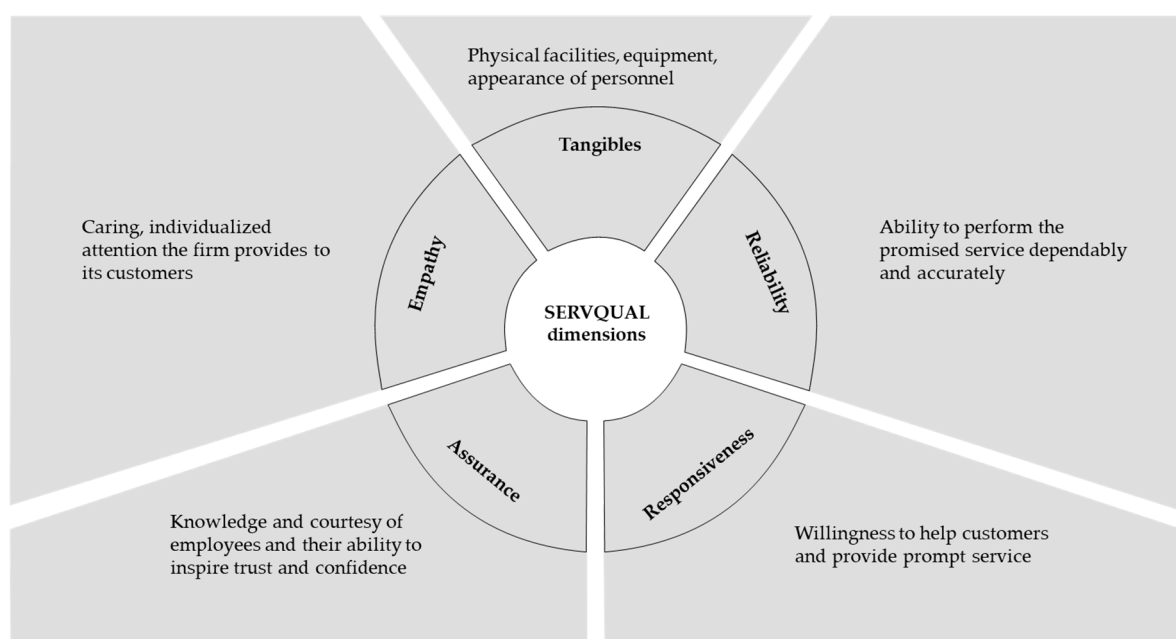 Physical facilities, equipment,
appearance of personnel
Tangibles
Caring, individualized
attention the firm provides to
its customers
Empathy
Reliability
Ability to perform the
promised service dependably
and accurately
SERVQUAL
dimensions
Assurance
Responsiveness
Knowledge and courtesy of
employees and their ability to
inspire trust and confidence
Willingness to help customers
and provide prompt service